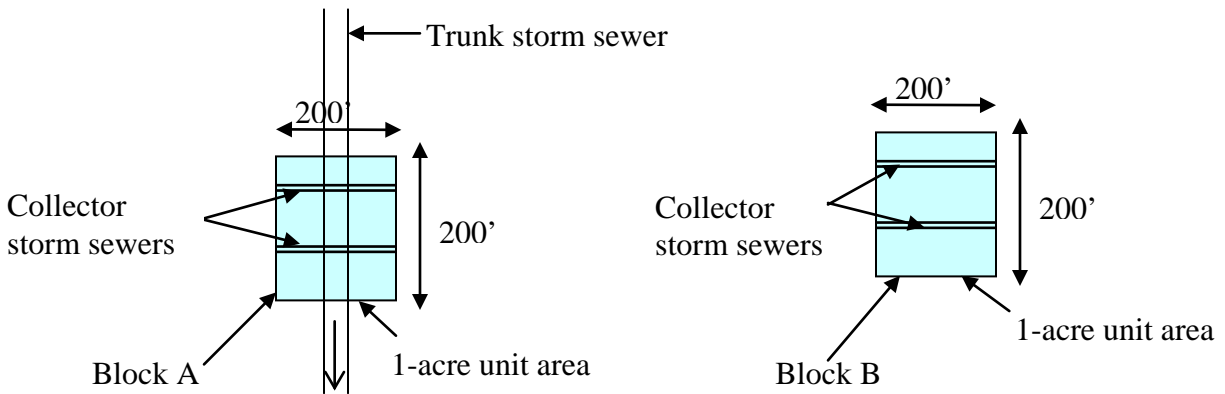 Trunk storm sewer
200’
Collector
storm sewers
200’
Block A
1-acre unit area
200’
Collector
storm sewers
200’
1-acre unit area
Block B